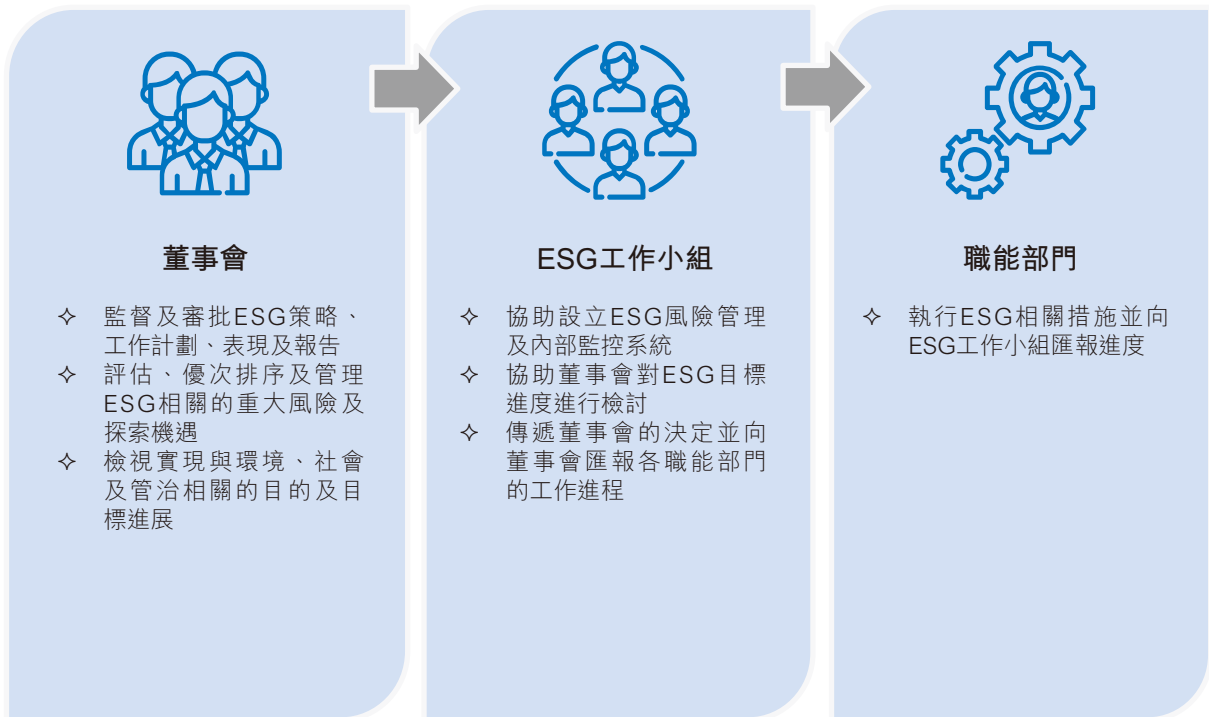 董事會
✧ 監督及審批ESG策略、
工作計劃、表現及報告
✧ 評估、優次排序及管理
ESG相關的重大風險及
探索機遇
✧ 檢視實現與環境、社會
及管治相關的目的及目
標進展
ESG工作小組
✧ 協助設立ESG風險管理
及內部監控系統
✧ 協助董事會對ESG目標
進度進行檢討
✧ 傳遞董事會的決定並向
董事會匯報各職能部門
的工作進程
職能部門
✧ 執行ESG相關措施並向
ESG工作小組匯報進度